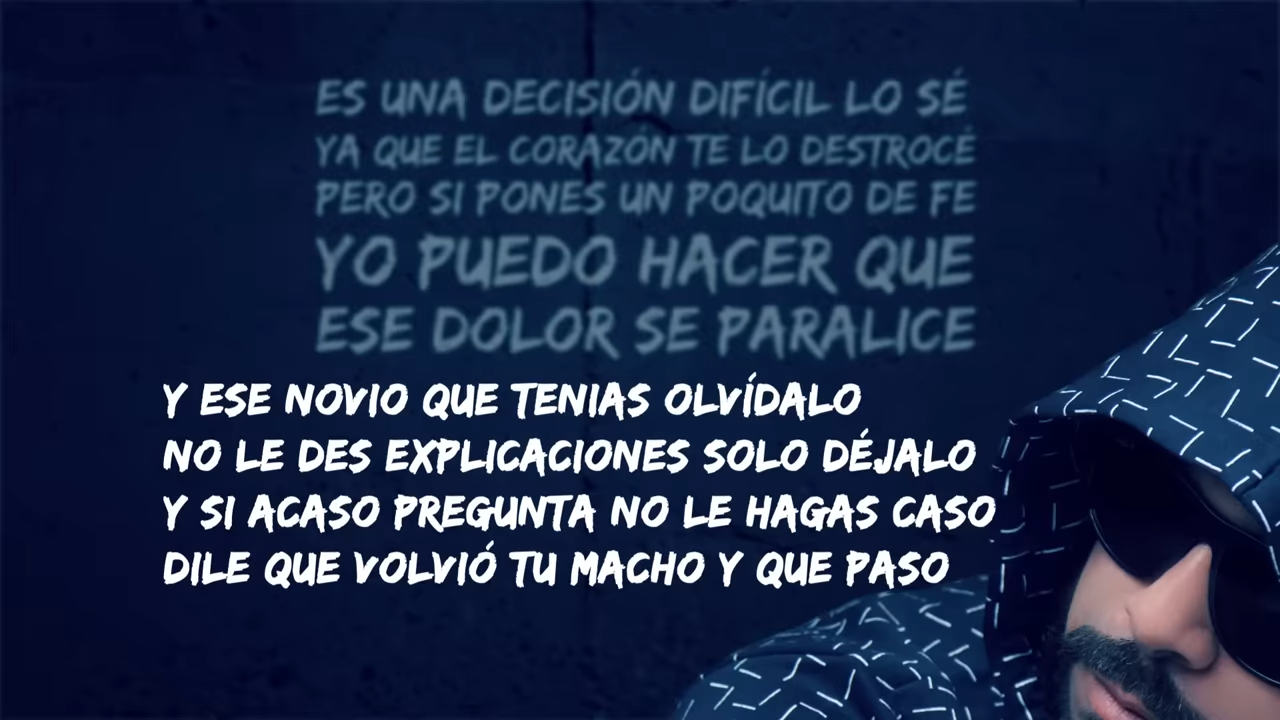 ES UNA DECISIÓN DIFÍCIL LO SÉ
YA QUE EL CORAZÓN TE LO DESTROCÉ
PERO SI PONES UN POQUITO DE FE
YO PUEDO HACER QUE
ESE DOLOR SE PARALICE
Y ESE NOVIO QUE TENIAS OLVÍDALO
NO LE DES EXPLICACIONES SOLO DÉJALO
Y SI ACASO PREGUNTA NO LE HAGAS CASO
DILE QUE VOLVIÓ TU MACHO Y QUE PASO